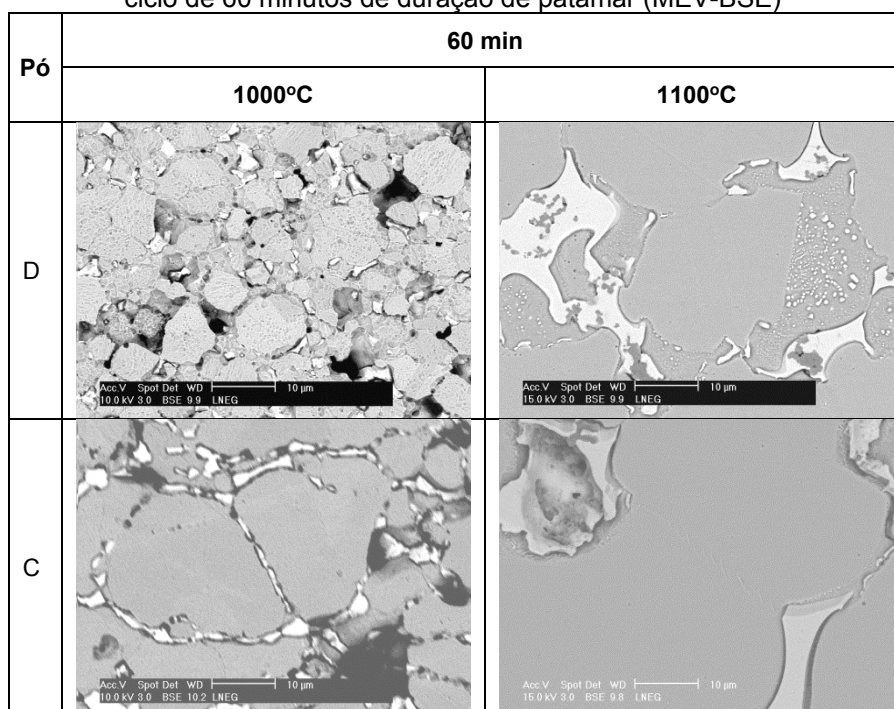 ciclo de 60 minutos de duração de patamar (MEV-BSE)
Pó
60 min
1000ºC
1100ºC
D
Acc.V Spot Det WD 10 µm
10.0 kV 3.0 BSE 9.9 LNEG
Acc.V Spot Det WD 10 µm
15.0 kV 3.0 BSE 9.9 LNEG
C
Acc.V Spot Det WD 10 µm
10.0 kV 3.0 BSE 10.2 LNEG
Acc.V Spot Det WD 10 µm
15.0 kV 3.0 BSE 9.8 LNEG